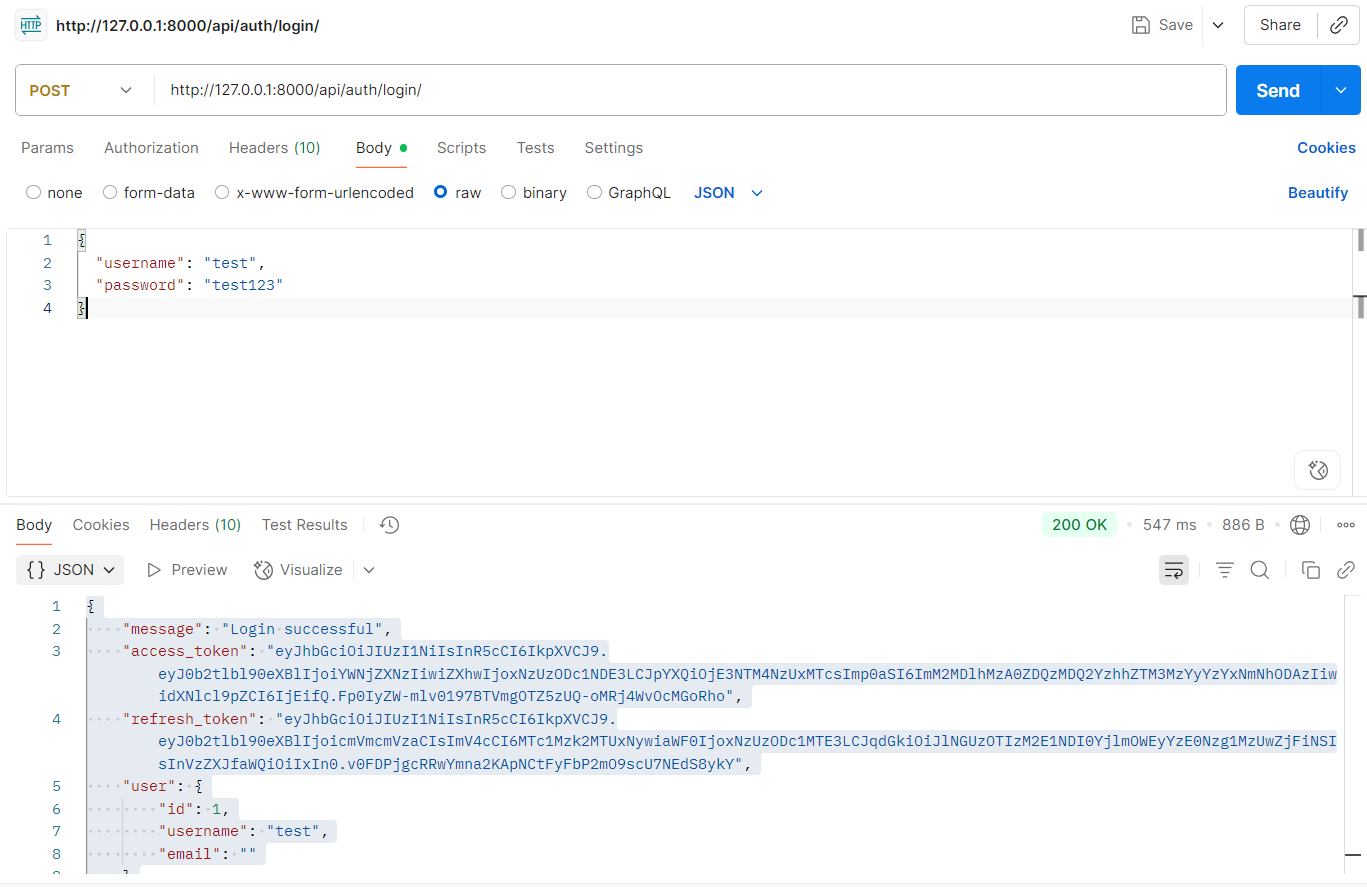 HTTP http://127.0.0.1:8000/api/auth/login/ Save Share
POST http://127.0.0.1:8000/api/auth/login/ Send
Params Authorization Headers (10) Body Scripts Tests Settings Cookies
none form-data x-www-form-urlencoded raw binary GraphQL JSON Beautify
1 {
2 "username": "test",
3 "password": "test123"
4 }
Body Cookies Headers (10) Test Results 200 OK 547 ms 886 B
{} JSON Preview Visualize
1 {
2 "message": "Login successful",
3 "access_token": "eyJhbGciOiJIUzI1NiIsInR5cCI6IkpXVCJ9.
eyJ0b2tlbl90eXBlIjoiYWNjZXNzIiwiZXhwIjoxNzUzODc1NDE3LCJpYXQiOjE3NTM4NzUxMTcsImp0aSI6ImM2MDlhMzA0ZDQzMDQ2YzhhZTM3MzYyYzYxNmNhODAzIiw
idXNlcl9pZCI6IjEifQ.Fp0IyZW-mlv0197BTVmgOTZ5zUQ-oMRj4WvOcMGoRho",
4 "refresh_token": "eyJhbGciOiJIUzI1NiIsInR5cCI6IkpXVCJ9.
eyJ0b2tlbl90eXBlIjoicmVmcmVzaCIsImV4cCI6MTc1Mzk2MTUxNywiaWF0IjoxNzUzODc1MTE3LCJqdGkiOiJlNGUzOTIzM2E1NDI0YjlmOWEyYzE0Nzg1MzUwZjFiNSI
sInVzZXJfaWQiOiIxIn0.v0FDPjgcRRwYmna2KApNCtFyFbP2mO9scU7NEdS8ykY",
5 "user": {
6 "id": 1,
7 "username": "test",
8 "email": ""